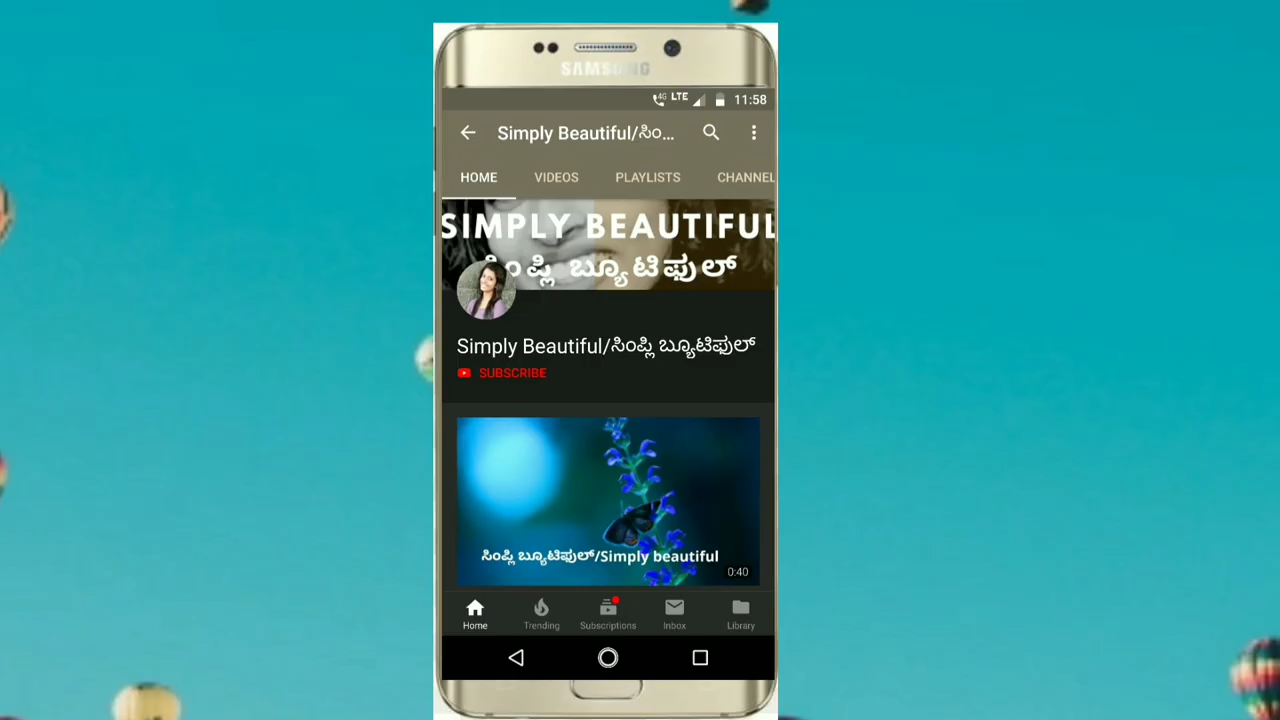 SAMSUNG
4G LTE 11:58
Simply Beautiful/ಸಿಂ...
HOME VIDEOS PLAYLISTS CHANNEL
SIMPLY BEAUTIFUL
ಸಿಂಪ್ಲಿ ಬ್ಯೂಟಿಫುಲ್
Simply Beautiful/ಸಿಂಪ್ಲಿ ಬ್ಯೂಟಿಫುಲ್
SUBSCRIBE
ಸಿಂಪ್ಲಿ ಬ್ಯೂಟಿಫುಲ್/Simply beautiful
0:40
Home Trending Subscriptions Inbox Library